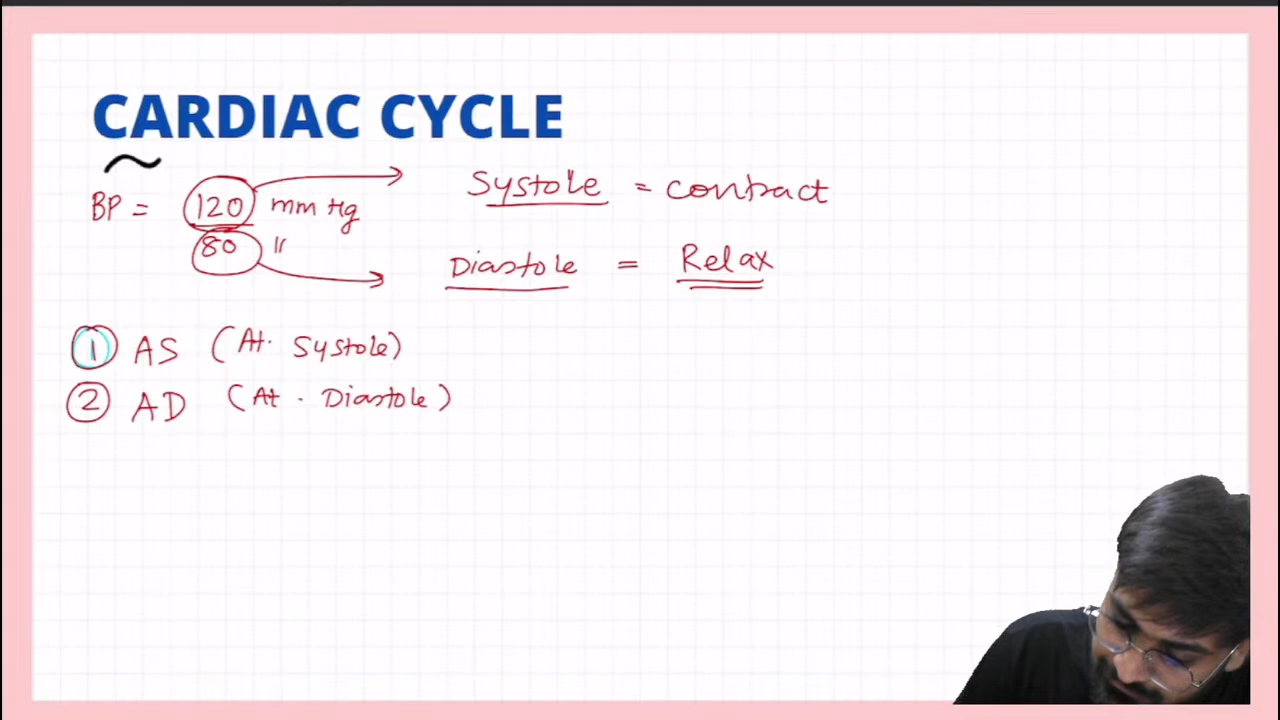 CARDIAC CYCLE
BP = 120 mm Hg Systole = contract
80 11 Diastole = Relax
1 AS (At. Systole)
2 AD (At. Diastole)